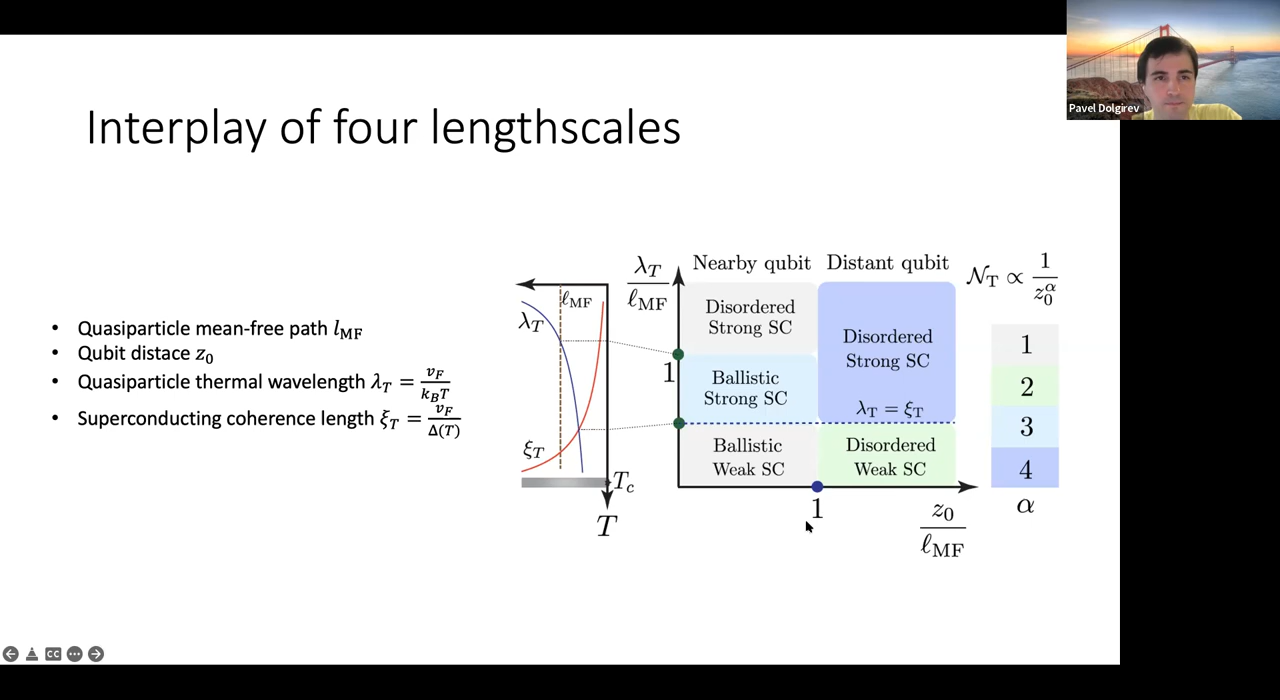 Pavel Dolgirev
Interplay of four lengthscales
• Quasiparticle mean-free path l_MF
• Qubit distace z_0
• Quasiparticle thermal wavelength λ_T = v_F / k_B T
• Superconducting coherence length ξ_T = v_F / Δ(T)
ℓ_MF
λ_T
ξ_T
T_c
T
λ_T / ℓ_MF
Nearby qubit
Distant qubit
Disordered
Strong SC
Ballistic
Strong SC
Ballistic
Weak SC
Disordered
Strong SC
λ_T = ξ_T
Disordered
Weak SC
1
1
z_0 / ℓ_MF
𝒩_T ∝ 1 / z_0^α
1
2
3
4
α
CC